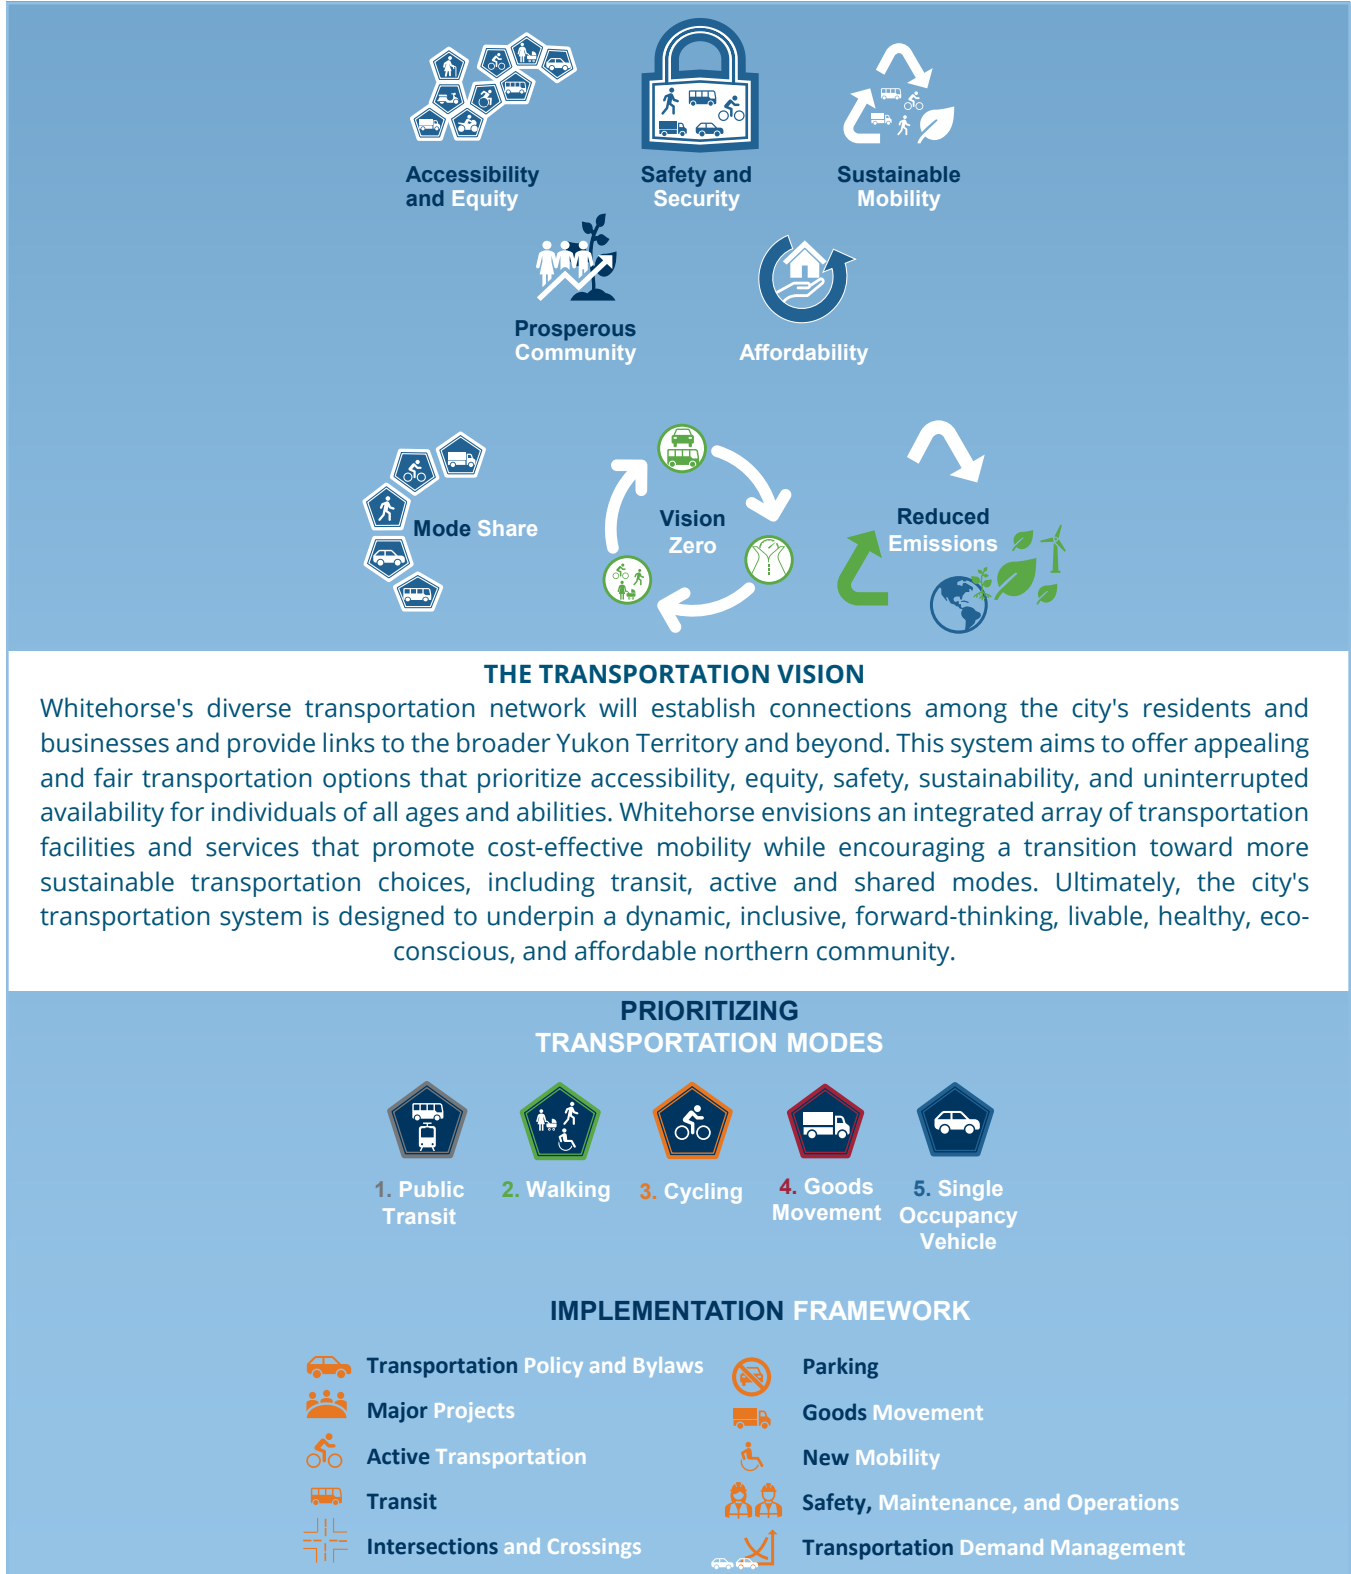 Accessibility
and Equity
Safety and
Security
Sustainable
Mobility
Prosperous
Community
Affordability
Mode Share
Vision
Zero
Reduced
Emissions
THE TRANSPORTATION VISION
Whitehorse's diverse transportation network will establish connections among the city's residents and
businesses and provide links to the broader Yukon Territory and beyond. This system aims to offer appealing
and fair transportation options that prioritize accessibility, equity, safety, sustainability, and uninterrupted
availability for individuals of all ages and abilities. Whitehorse envisions an integrated array of transportation
facilities and services that promote cost-effective mobility while encouraging a transition toward more
sustainable transportation choices, including transit, active and shared modes. Ultimately, the city's
transportation system is designed to underpin a dynamic, inclusive, forward-thinking, livable, healthy, eco-
conscious, and affordable northern community.
PRIORITIZING
TRANSPORTATION MODES
1. Public
Transit
2. Walking
3. Cycling
4. Goods
Movement
5. Single
Occupancy
Vehicle
IMPLEMENTATION FRAMEWORK
Transportation Policy and Bylaws
Major Projects
Active Transportation
Transit
Intersections and Crossings
Parking
Goods Movement
New Mobility
Safety, Maintenance, and Operations
Transportation Demand Management